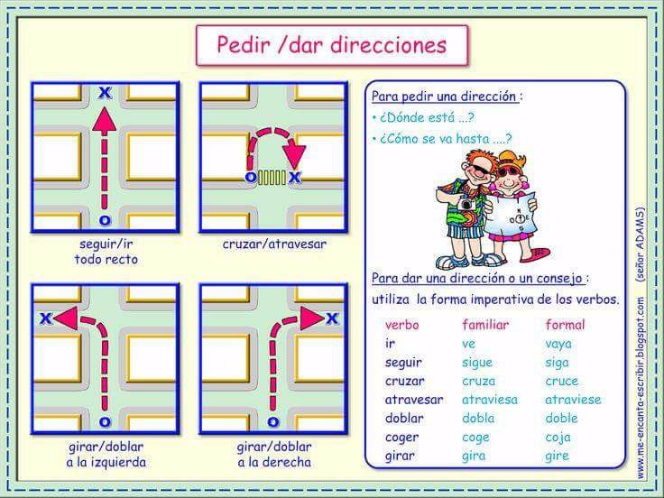 Pedir /dar direcciones
X
O
seguir/ir
todo recto
O X
cruzar/atravesar
X
O
girar/doblar
a la izquierda
X
O
girar/doblar
a la derecha
Para pedir una dirección :
• ¿Dónde está ...?
• ¿Cómo se va hasta ....?
Para dar una dirección o un consejo :
utiliza la forma imperativa de los verbos.
verbo familiar formal
ir ve vaya
seguir sigue siga
cruzar cruza cruce
atravesar atraviesa atraviese
doblar dobla doble
coger coge coja
girar gira gire
www.me-encanta-escribir.blogspot.com (señor ADAMS)